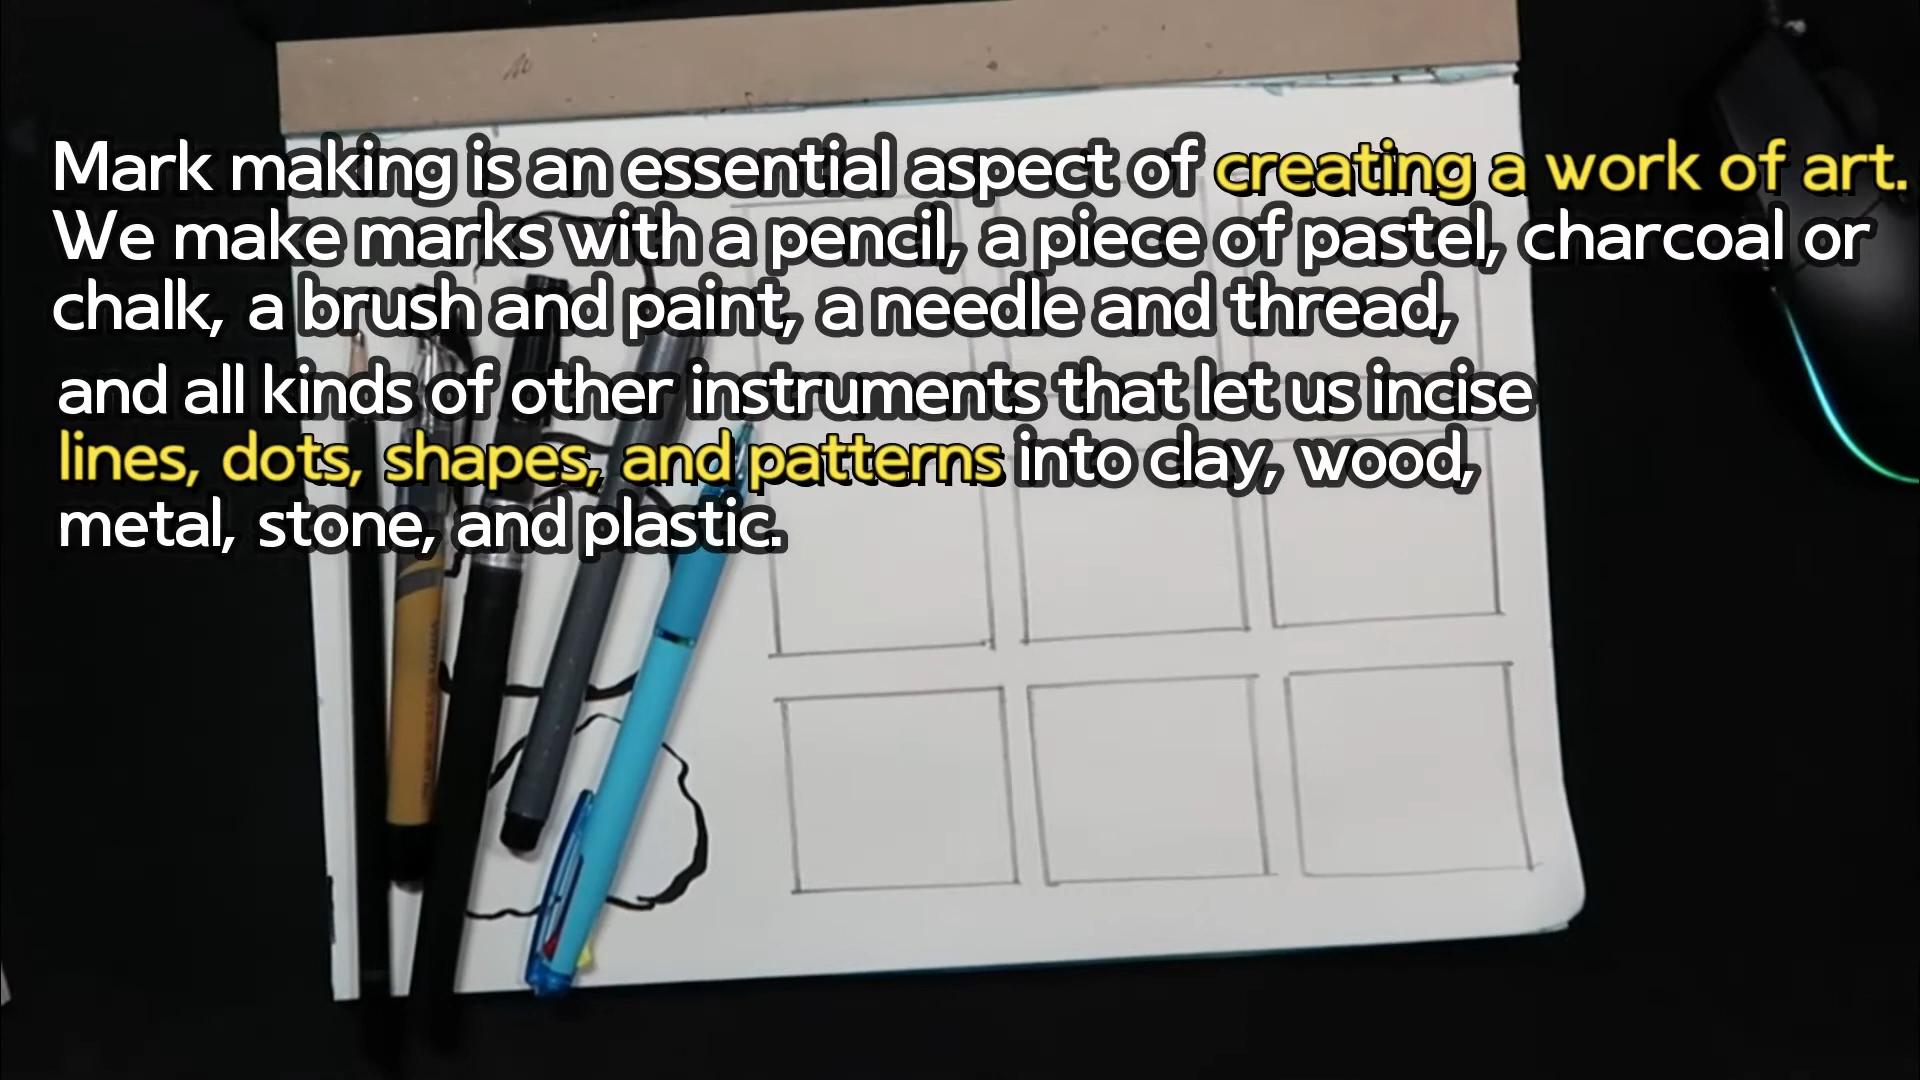 Mark making is an essential aspect of creating a work of art.
We make marks with a pencil, a piece of pastel, charcoal or
chalk, a brush and paint, a needle and thread,
and all kinds of other instruments that let us incise
lines, dots, shapes, and patterns into clay, wood,
metal, stone, and plastic.